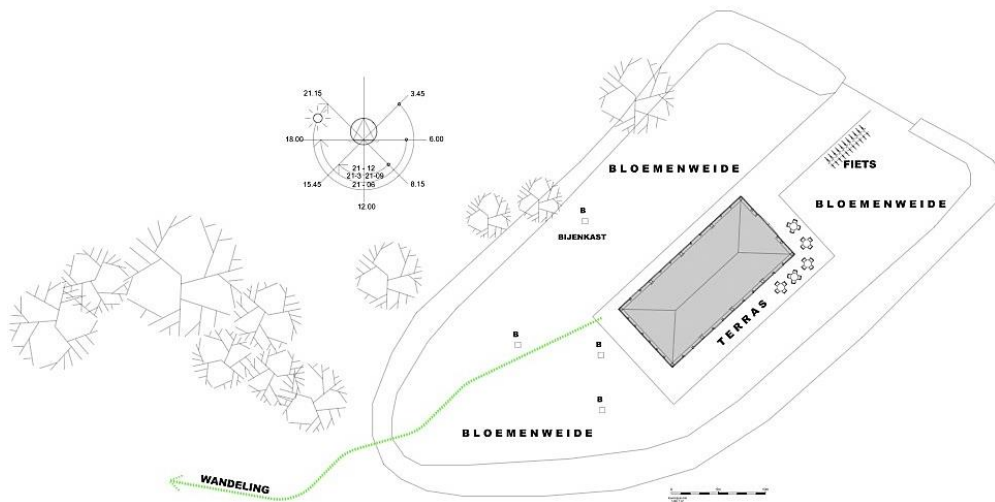 21.15
3.45
18.00
6.00
21 - 12
21-3 21-09
21 - 06
15.45
8.15
12.00
BLOEMENWEIDE
FIETS
BLOEMENWEIDE
B
BIJENKAST
TERRAS
B
B
B
BLOEMENWEIDE
WANDELING